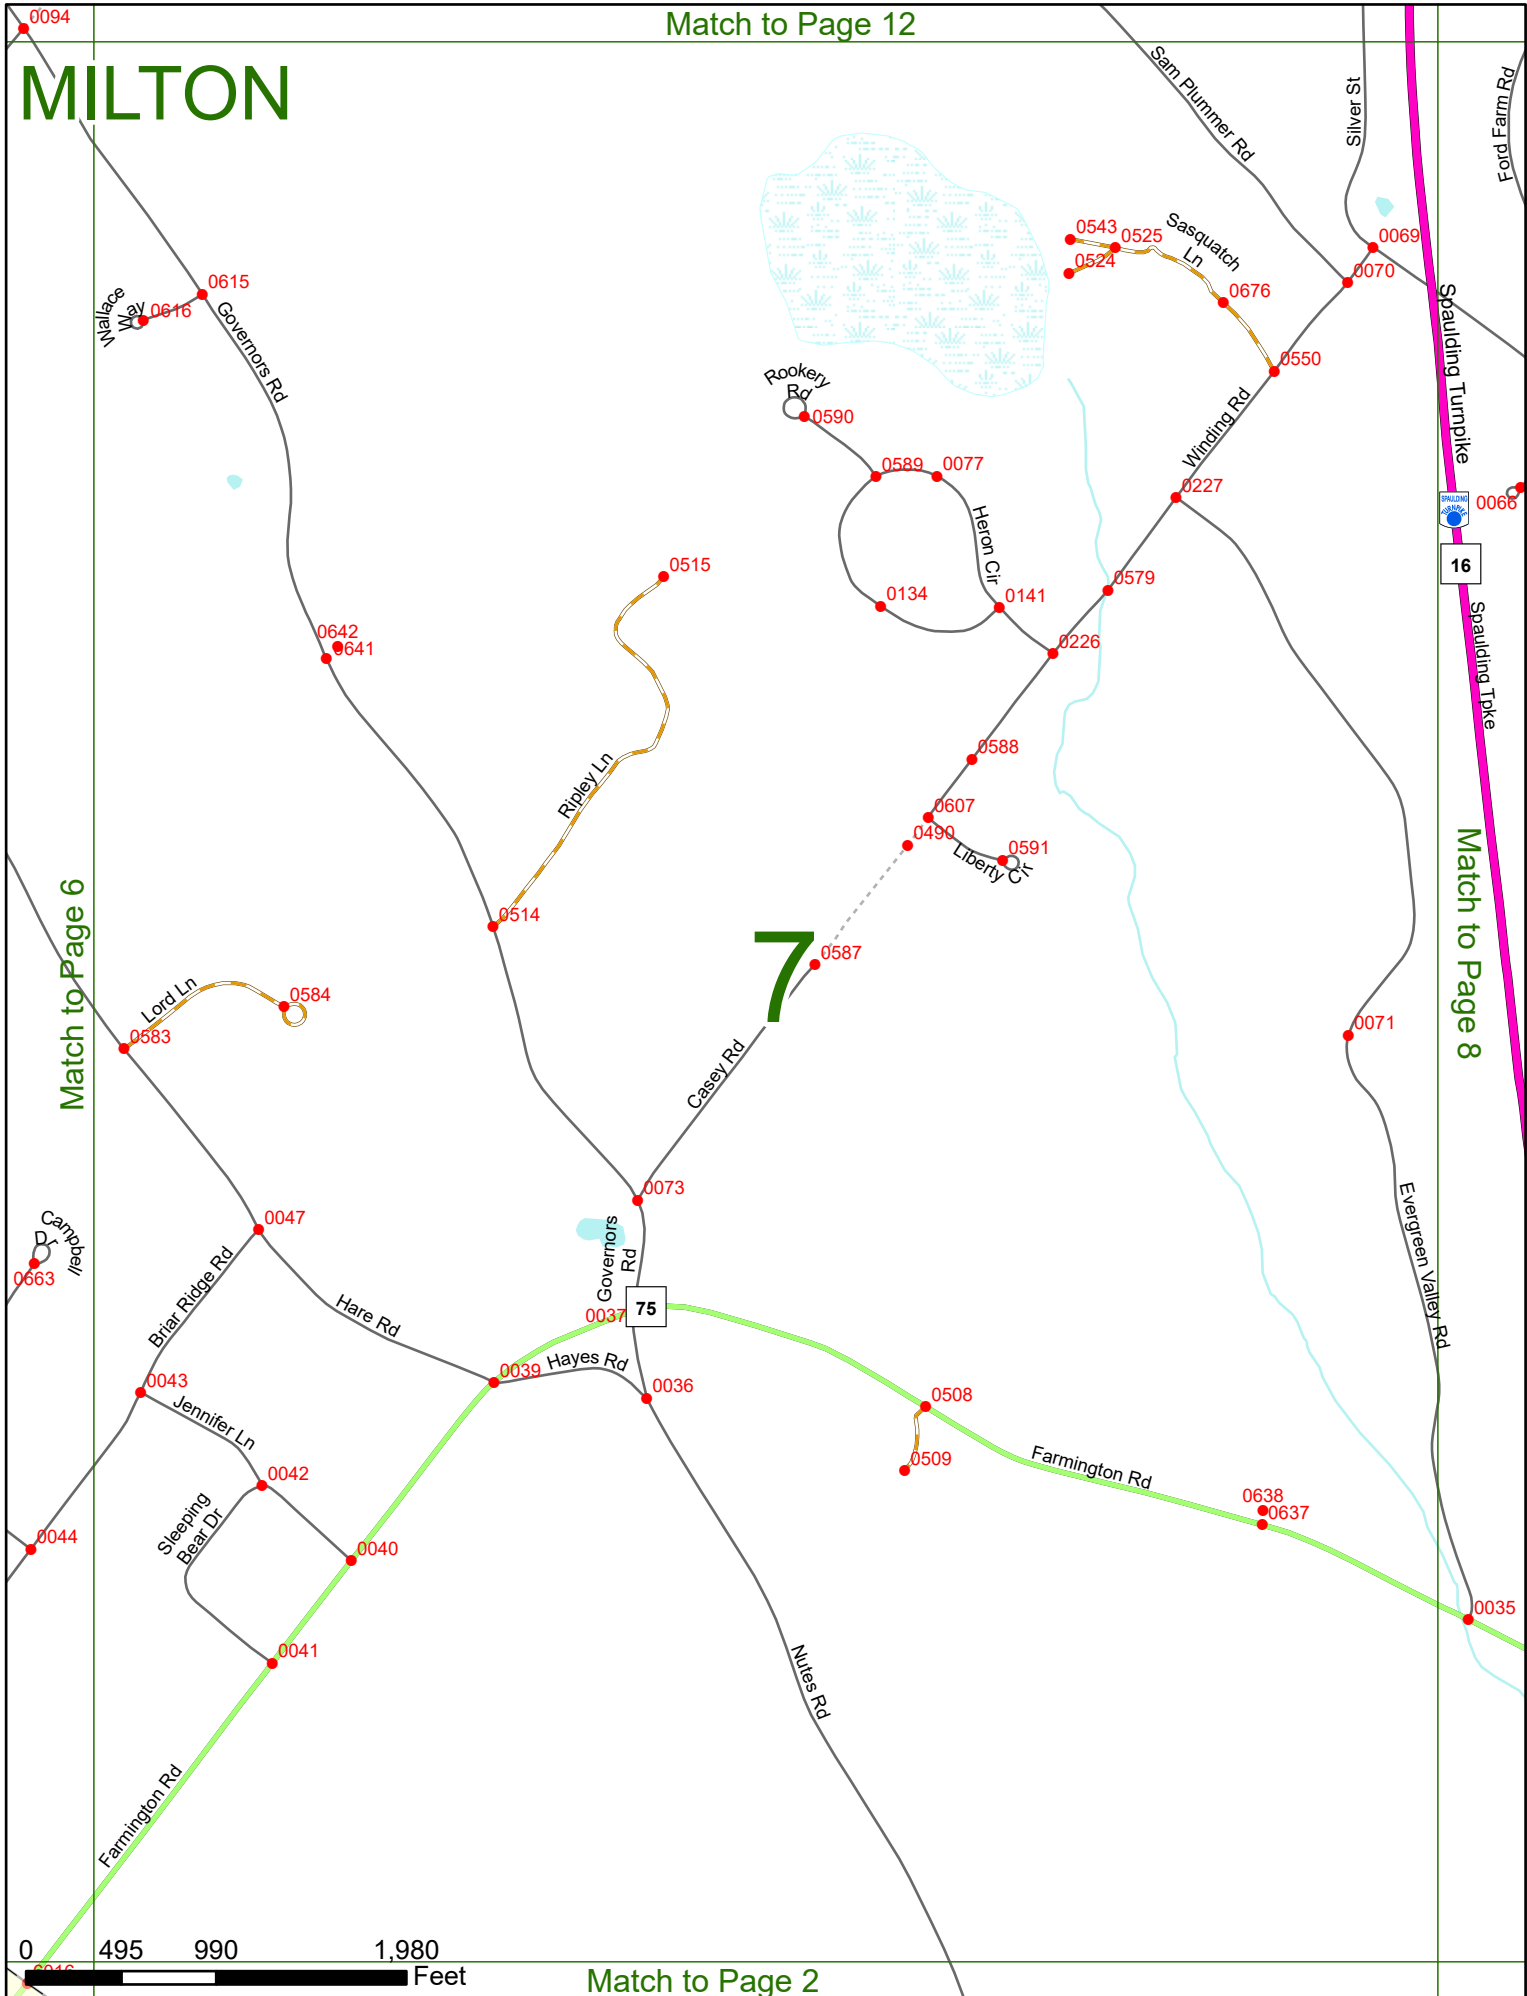 0094
Match to Page 12
MILTON
Sam Plummer Rd
Silver St
Ford Farm Rd
0543
0525
Sasquatch
Ln
0524
0069
0070
0676
0615
0616
Wallace
Way
Governors Rd
Spaulding Turnpike
0550
Rookery
Rd
0590
Winding Rd
0589
0077
0227
0066
SPAULDING
TURNPIKE
16
Heron Cir
0515
0579
0134
0141
0642
0641
0226
Spaulding Tpke
0588
Ripley Ln
0607
0490
0591
Liberty Cir
Match to Page 6
Match to Page 8
0514
7
0587
Lord Ln
0584
0583
0071
Casey Rd
0073
0047
Campbell
Dr
0663
Governors
Rd
Evergreen Valley Rd
Briar Ridge Rd
Hare Rd
0037
75
Hayes Rd
0039
0043
0036
0508
Jennifer Ln
0509
Farmington Rd
0042
Sleeping
Bear Dr
0638
0637
0044
0040
0035
0041
Nutes Rd
Farmington Rd
0 495 990 1,980
Feet
Match to Page 2